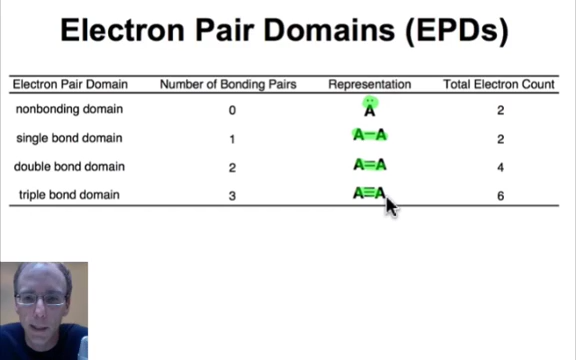 Electron Pair Domains (EPDs)
Electron Pair Domain Number of Bonding Pairs Representation Total Electron Count
nonbonding domain 0 Ä 2
single bond domain 1 A−A 2
double bond domain 2 A=A 4
triple bond domain 3 A≡A 6